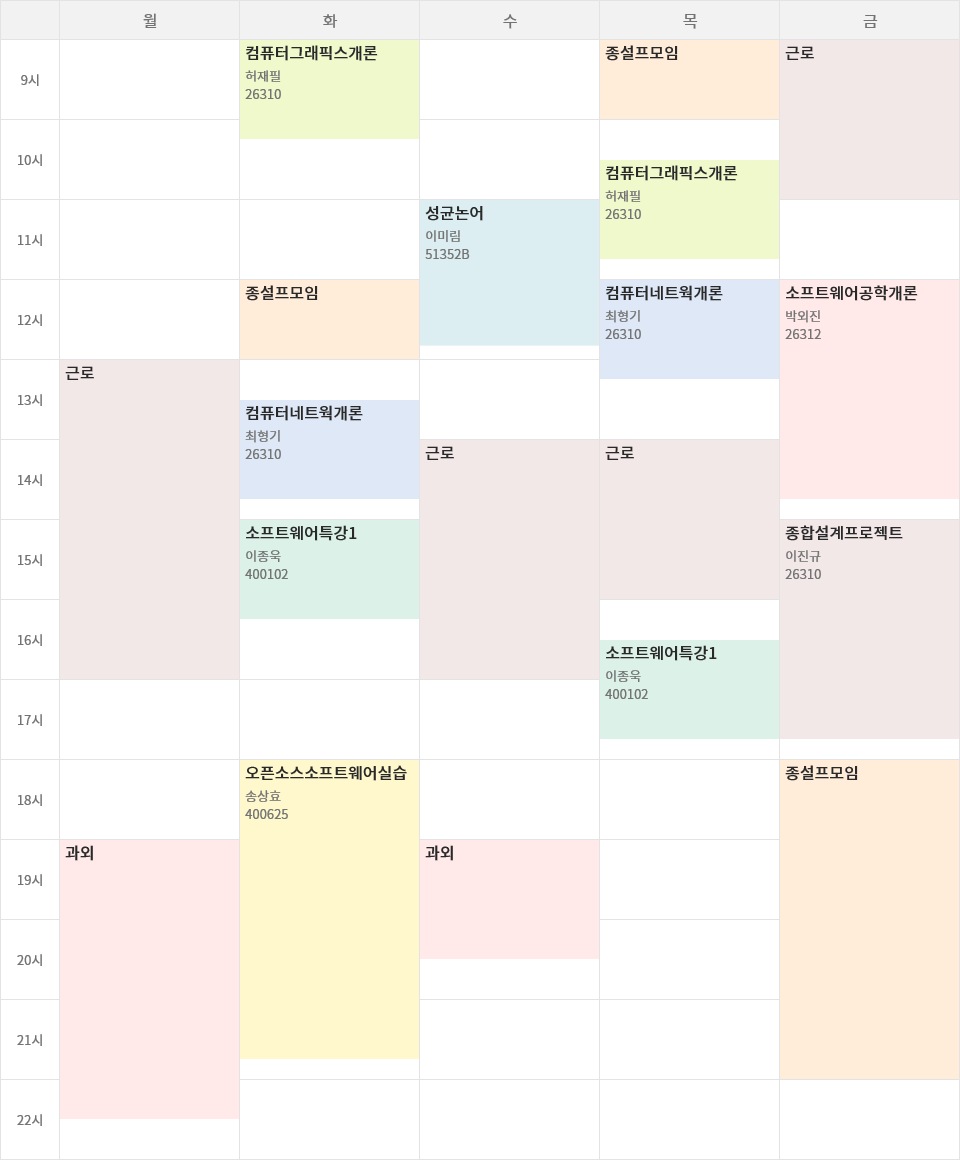 월 화 수 목 금
9시
컴퓨터그래픽스개론
허재필
26310
종설프모임
근로
10시
컴퓨터그래픽스개론
허재필
26310
11시
성균논어
이미림
51352B
12시
종설프모임
컴퓨터네트웍개론
최형기
26310
소프트웨어공학개론
박외진
26312
13시
근로
컴퓨터네트웍개론
최형기
26310
14시
근로
근로
15시
소프트웨어특강1
이종욱
400102
종합설계프로젝트
이진규
26310
16시
소프트웨어특강1
이종욱
400102
17시
18시
오픈소스소프트웨어실습
송상효
400625
종설프모임
19시
과외
과외
20시
21시
22시